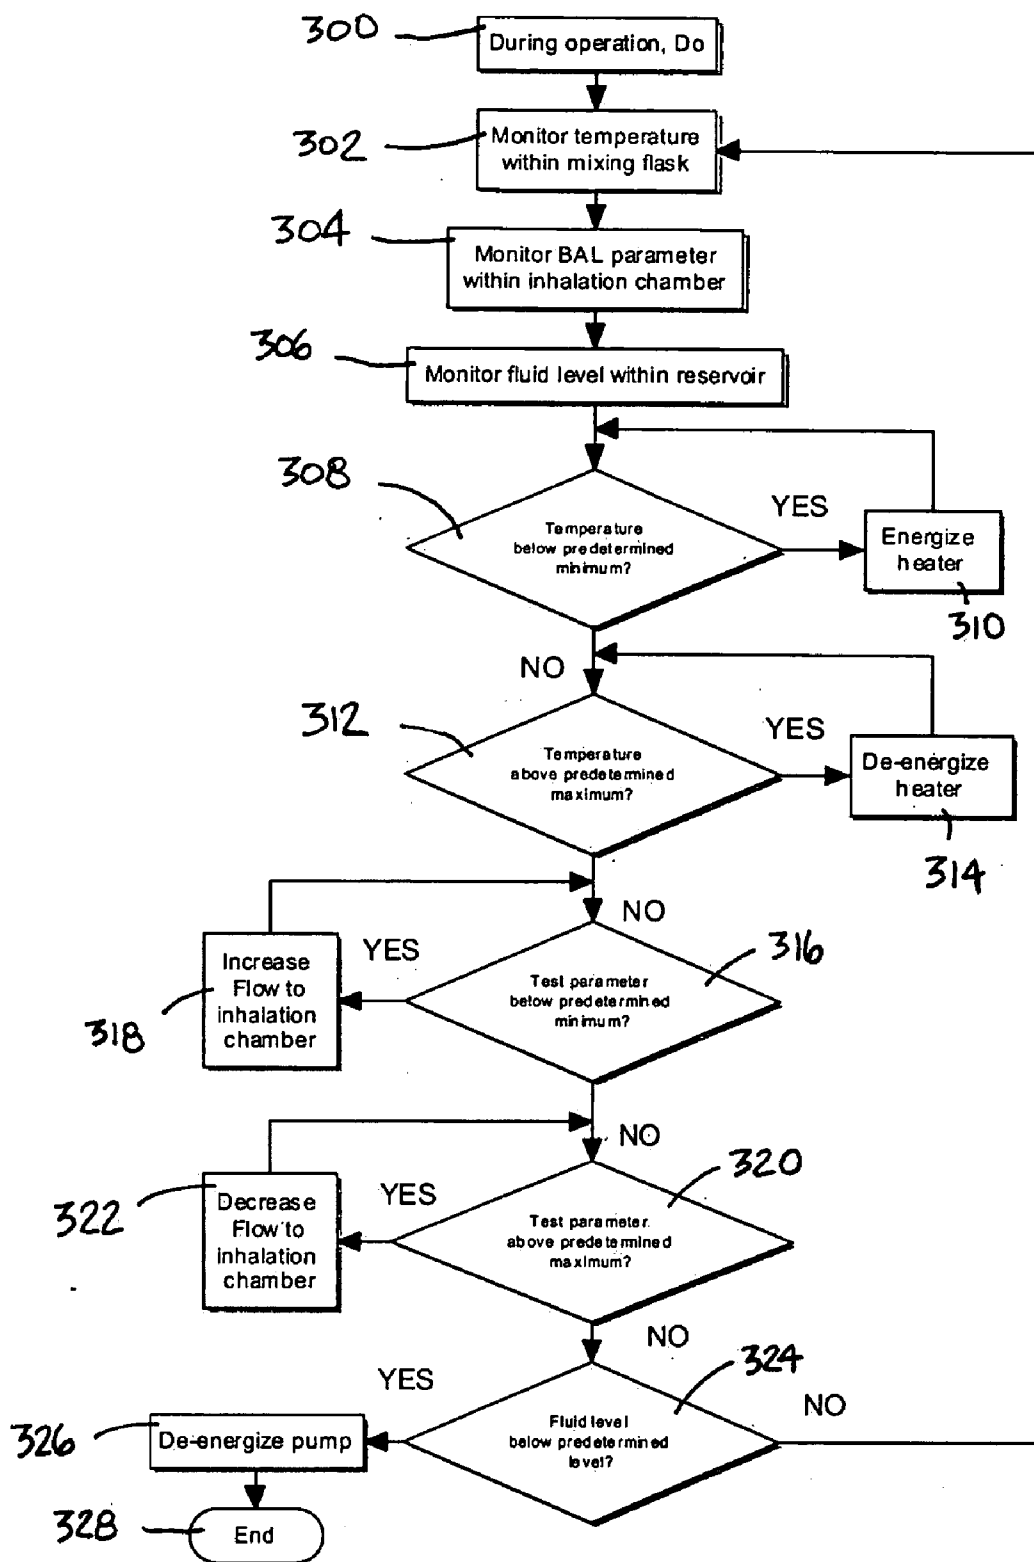 300
During operation, Do
302
Monitor temperature
within mixing flask
304
Monitor BAL parameter
within inhalation chamber
306
Monitor fluid level within reservoir
308
Temperature
below predetermined
minimum?
YES
Energize
heater
310
NO
312
Temperature
above predetermined
maximum?
YES
De-energize
heater
314
NO
316
Test parameter
below predetermined
minimum?
YES
Increase
Flow to
inhalation
chamber
318
NO
320
Test parameter
above predetermined
maximum?
YES
Decrease
Flow to
inhalation
chamber
322
NO
324
Fluid level
below predetermined
level?
YES
NO
326
De-energize pump
328
End